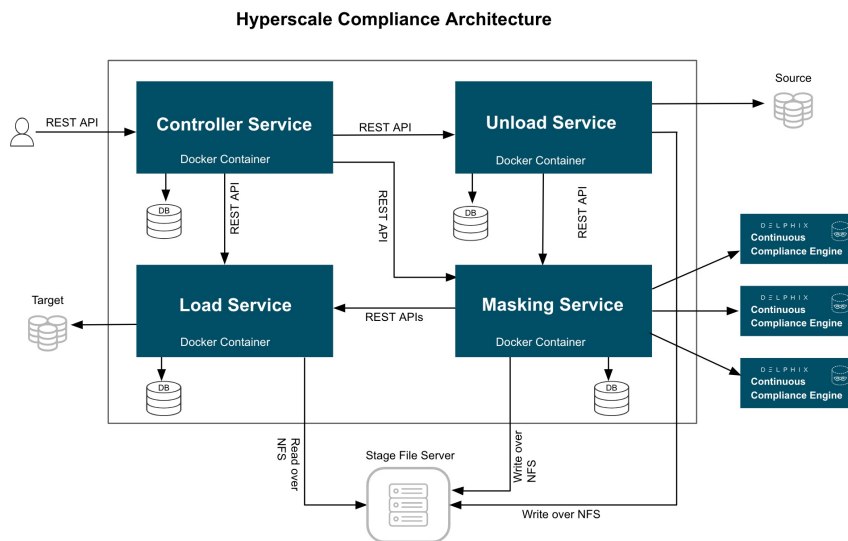 Hyperscale Compliance Architecture
Source
REST API
Controller Service
Docker Container
REST API
Unload Service
Docker Container
DB
REST API
REST API
DB
REST API
DELPHIX
Continuous
Compliance Engine
Target
Load Service
Docker Container
REST APIs
Masking Service
Docker Container
DELPHIX
Continuous
Compliance Engine
DELPHIX
Continuous
Compliance Engine
DB
DB
Read over
NFS
Stage File Server
Write over
NFS
Write over NFS